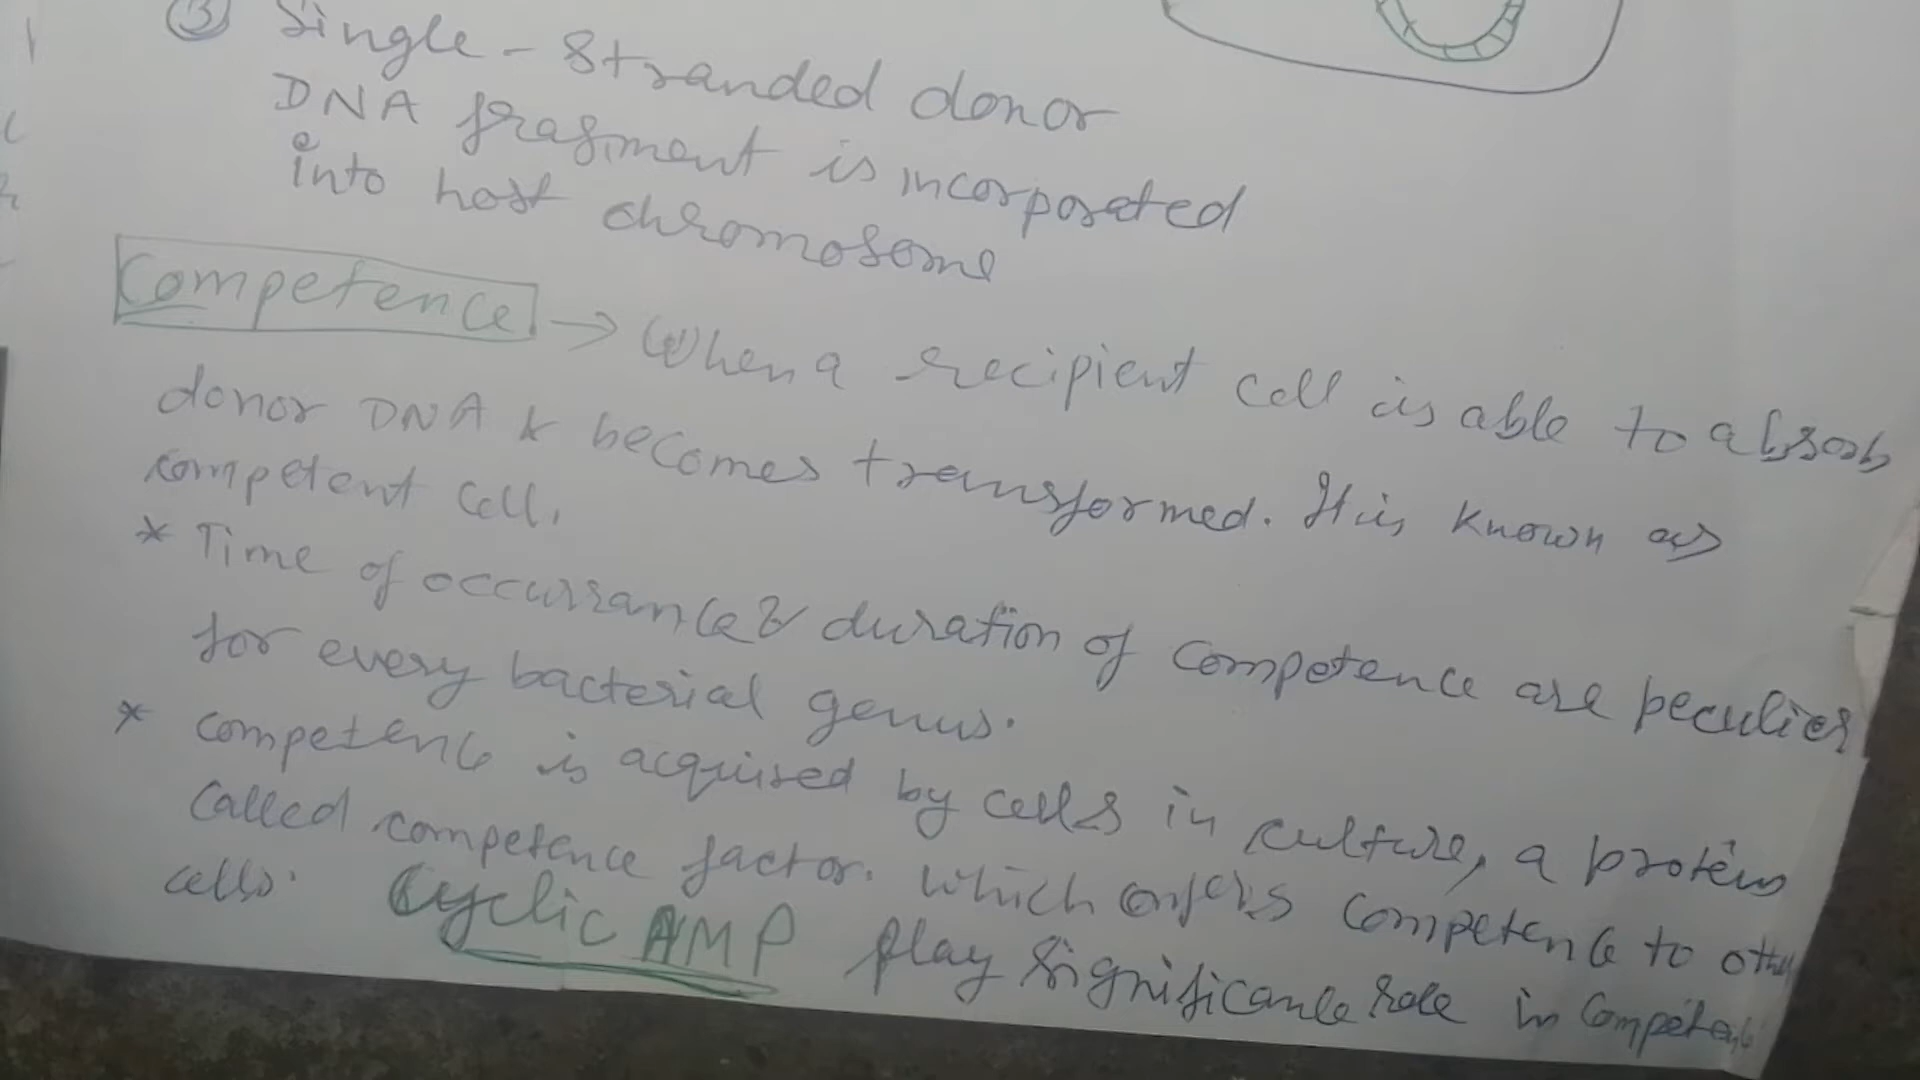 ③ Single-stranded donor
DNA fragment is incorporated
into host chromosome
Competence → When a recipient cell is able to absorb
donor DNA & becomes transformed. It is known as
competent cell.
* Time of occurrance & duration of competence are peculier
for every bacterial genus.
* competence is acquired by cells in culture, a protein
called competence factor. which confers competence to other
cells. Cyclic AMP play significance role in Competence